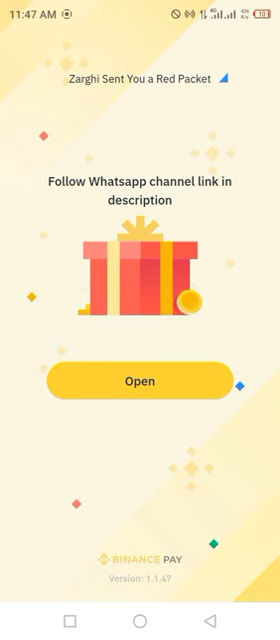 11:47 AM
Zarghi Sent You a Red Packet
Follow Whatsapp channel link in
description
Open
BINANCE PAY
Version: 1.1.47